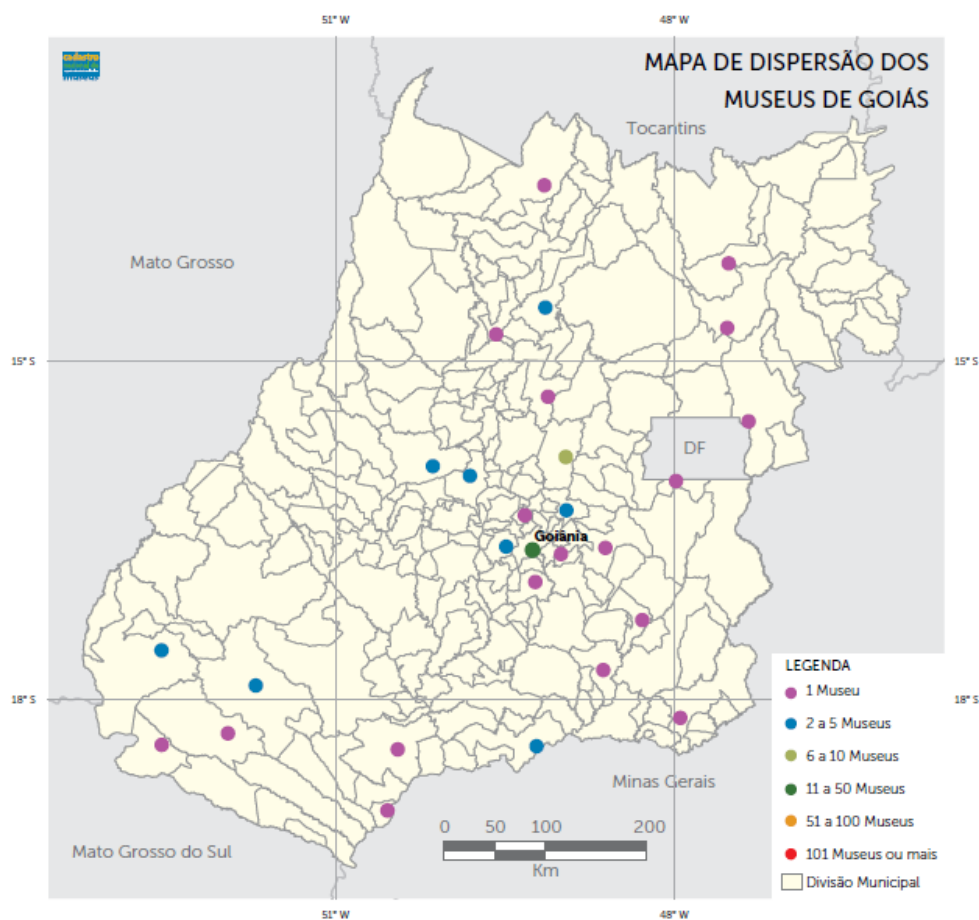 51° W
48° W
cadastro
MAPA DE DISPERSÃO DOS
MUSEUS DE GOIÁS
Tocantins
Mato Grosso
15° S
15° S
DF
Goiânia
LEGENDA
1 Museu
2 a 5 Museus
6 a 10 Museus
11 a 50 Museus
51 a 100 Museus
101 Museus ou mais
Divisão Municipal
18° S
18° S
Minas Gerais
Mato Grosso do Sul
0 50 100 200
Km
51° W
48° W